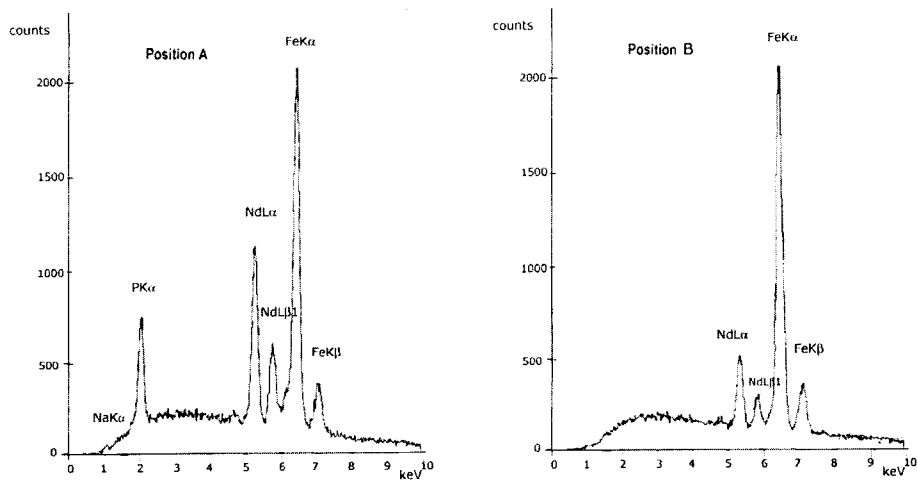 counts
Position A
FeKα
2000
1500
NdLα
1000
PKα
NdLβ1
500
FeKβ
NaKα
0
0 1 2 3 4 5 6 7 8 9 10
keV
counts
Position B
FeKα
2000
1500
1000
NdLα
FeKβ
500
NdLβ1
0
0 1 2 3 4 5 6 7 8 9 10
keV